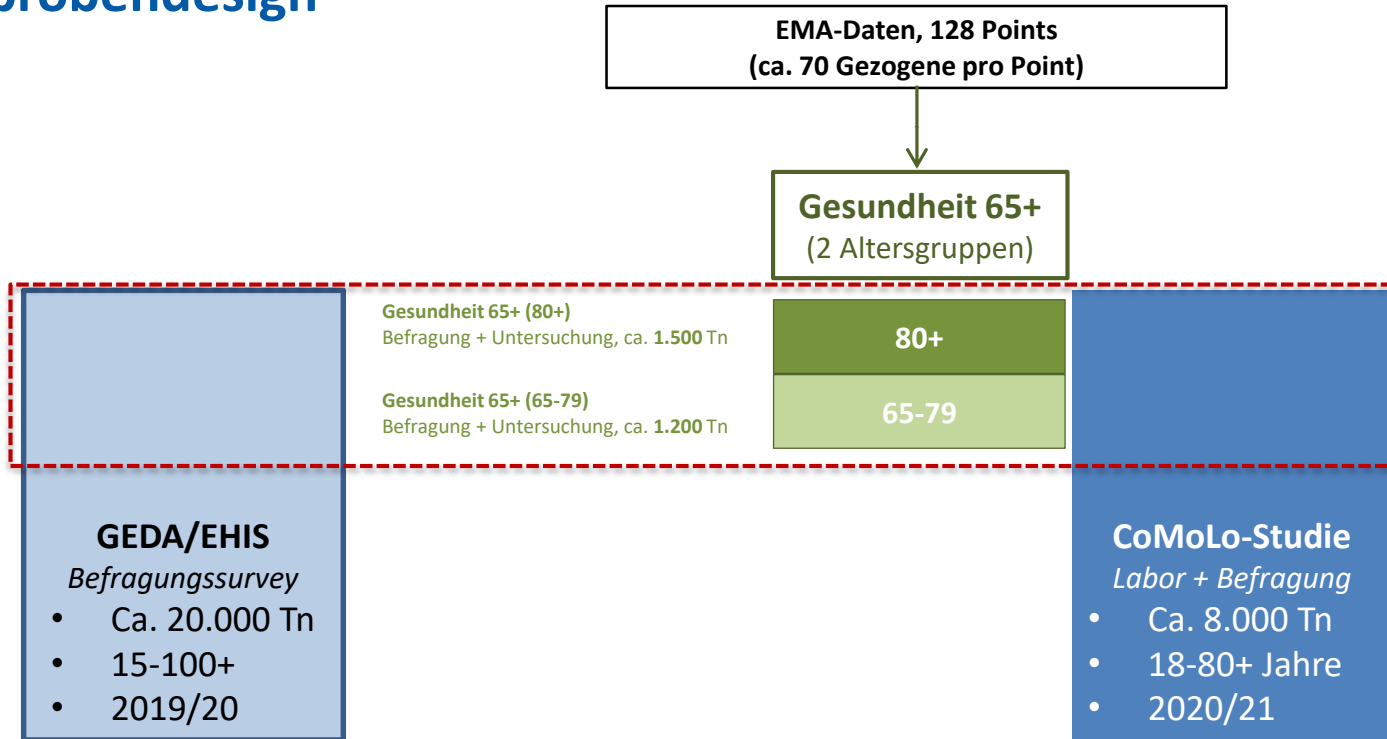 probendesign
EMA-Daten, 128 Points
(ca. 70 Gezogene pro Point)
Gesundheit 65+
(2 Altersgruppen)
Gesundheit 65+ (80+)
Befragung + Untersuchung, ca. 1.500 Tn
80+
Gesundheit 65+ (65-79)
Befragung + Untersuchung, ca. 1.200 Tn
65-79
GEDA/EHIS
Befragungssurvey
• Ca. 20.000 Tn
• 15-100+
• 2019/20
CoMoLo-Studie
Labor + Befragung
• Ca. 8.000 Tn
• 18-80+ Jahre
• 2020/21